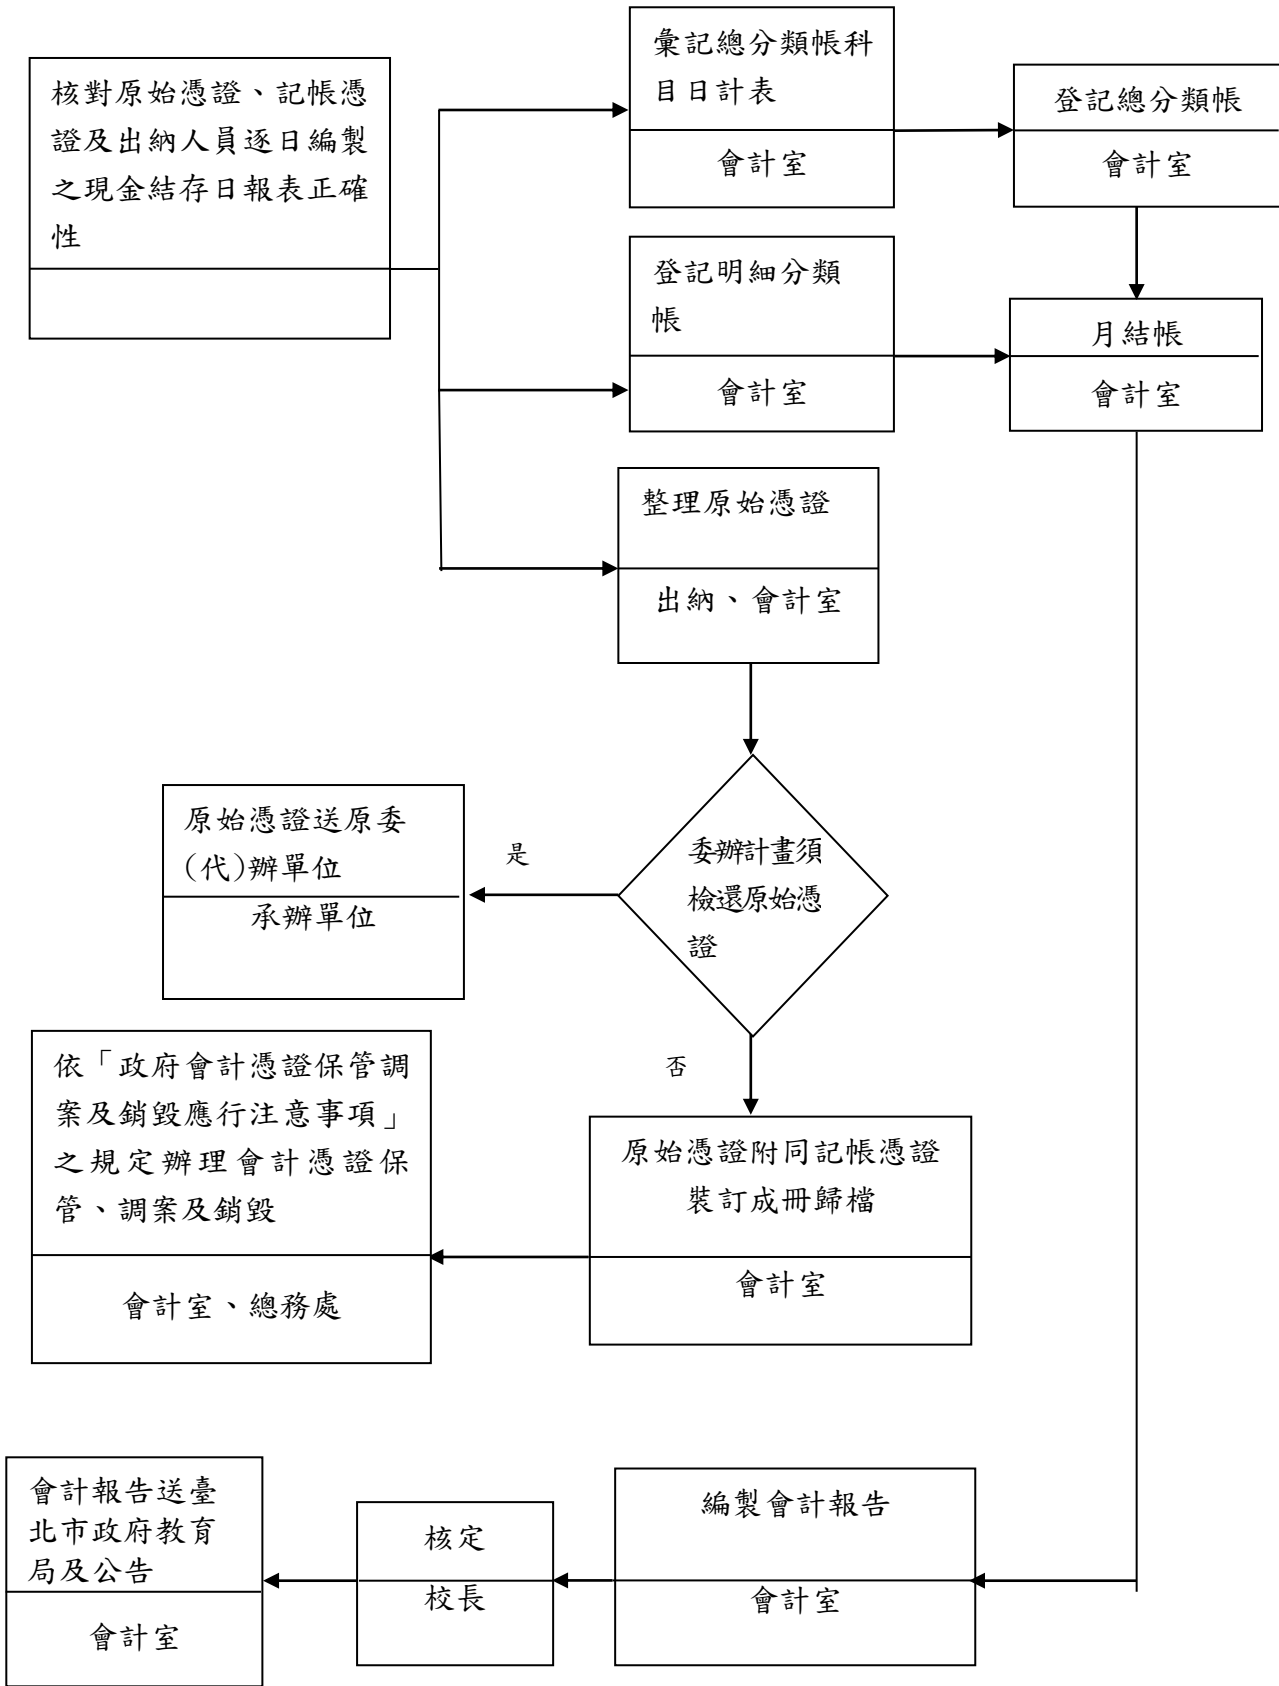 核對原始憑證、記帳憑
證及出納人員逐日編製
之現金結存日報表正確
性
彙記總分類帳科
目日計表
會計室
登記總分類帳
會計室
登記明細分類
帳
會計室
月結帳
會計室
整理原始憑證
出納、會計室
委辦計畫須
檢還原始憑
證
是
原始憑證送原委
(代)辦單位
承辦單位
否
原始憑證附同記帳憑證
裝訂成冊歸檔
會計室
依「政府會計憑證保管調
案及銷毀應行注意事項」
之規定辦理會計憑證保
管、調案及銷毀
會計室、總務處
編製會計報告
會計室
核定
校長
會計報告送臺
北市政府教育
局及公告
會計室